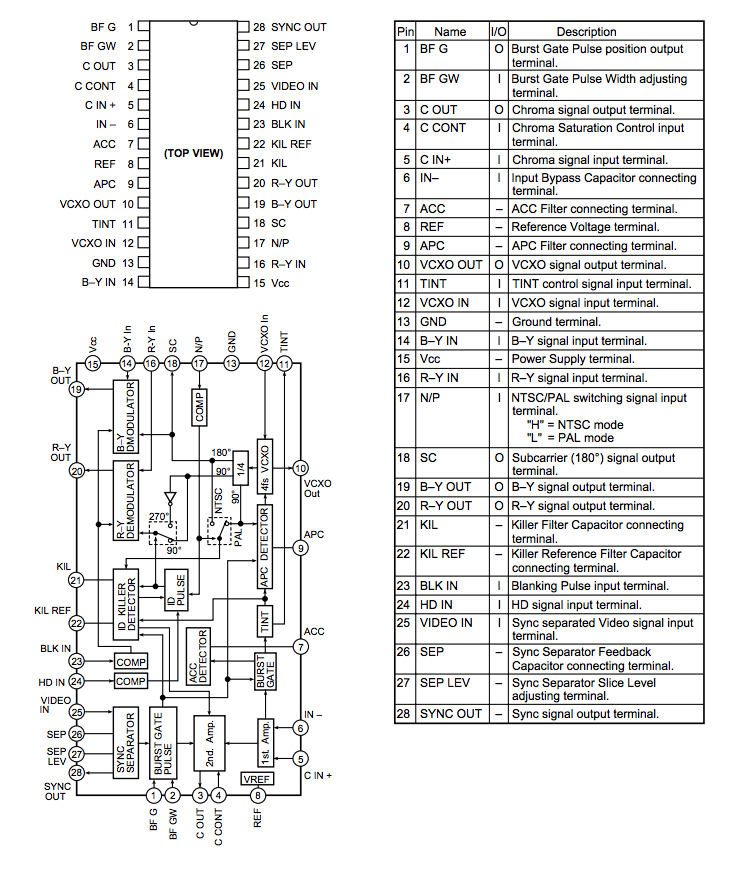 BF G 1
BF GW 2
C OUT 3
C CONT 4
C IN + 5
IN – 6
ACC 7
REF 8
APC 9
VCXO OUT 10
TINT 11
VCXO IN 12
GND 13
B–Y IN 14
(TOP VIEW)
28 SYNC OUT
27 SEP LEV
26 SEP
25 VIDEO IN
24 HD IN
23 BLK IN
22 KIL REF
21 KIL
20 R–Y OUT
19 B–Y OUT
18 SC
17 N/P
16 R–Y IN
15 Vcc
Vcc
B-Y In
R-Y In
SC
N/P
GND
VCXO In
TINT
15
14
16
18
17
13
12
11
B–Y
OUT
19
R–Y
OUT
20
KIL
21
KIL REF
22
BLK IN
23
HD IN
24
VIDEO
IN
25
SEP
26
SEP
LEV
27
28
SYNC
OUT
B–Y
DMODULATOR
R–Y
DEMODULATOR
COMP
180°
90°
1/4
90°
4fs VCXO
10
VCXO
Out
270°
90°
NTSC
PAL
APC DETECTOR
APC
9
ID KILLER
DETECTOR
ID
PULSE
TINT
ACC
7
COMP
COMP
ACC
DETECTOR
BURST
GATE
SYNC
SEPARATOR
BURST GATE
PULSE
2nd. Amp.
1st. Amp.
IN –
6
5
C IN +
VREF
1
2
3
4
8
BF G
BF GW
C OUT
C CONT
REF
Pin Name I/O Description
1 BF G O Burst Gate Pulse position output
terminal.
2 BF GW I Burst Gate Pulse Width adjusting
terminal.
3 C OUT O Chroma signal output terminal.
4 C CONT I Chroma Saturation Control input
terminal.
5 C IN+ I Chroma signal input terminal.
6 IN– I Input Bypass Capacitor connecting
terminal.
7 ACC – ACC Filter connecting terminal.
8 REF – Reference Voltage terminal.
9 APC – APC Filter connecting terminal.
10 VCXO OUT O VCXO signal output terminal.
11 TINT I TINT control signal input terminal.
12 VCXO IN I VCXO signal input terminal.
13 GND – Ground terminal.
14 B–Y IN I B–Y signal input terminal.
15 Vcc – Power Supply terminal.
16 R–Y IN I R–Y signal input terminal.
17 N/P I NTSC/PAL switching signal input
terminal.
"H" = NTSC mode
"L" = PAL mode
18 SC O Subcarrier (180°) signal output
terminal.
19 B–Y OUT O B–Y signal output terminal.
20 R–Y OUT O R–Y signal output terminal.
21 KIL – Killer Filter Capacitor connecting
terminal.
22 KIL REF – Killer Reference Filter Capacitor
connecting terminal.
23 BLK IN I Blanking Pulse input terminal.
24 HD IN I HD signal input terminal.
25 VIDEO IN I Sync separated Video signal input
terminal.
26 SEP – Sync Separator Feedback
Capacitor connecting terminal.
27 SEP LEV – Sync Separator Slice Level
adjusting terminal.
28 SYNC OUT – Sync signal output terminal.